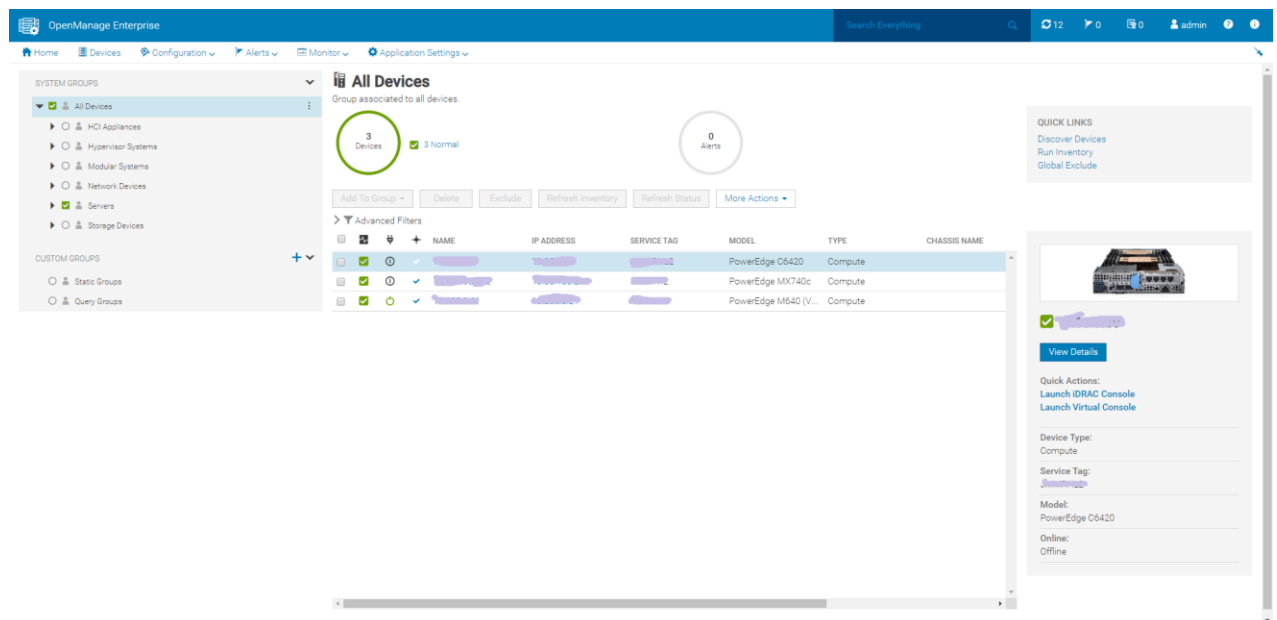 OpenManage Enterprise
Search Everything
12 0 0 admin
Home Devices Configuration Alerts Monitor Application Settings
SYSTEM GROUPS
All Devices
HCI Appliances
Hypervisor Systems
Modular Systems
Network Devices
Servers
Storage Devices
CUSTOM GROUPS
Static Groups
Query Groups
All Devices
Group associated to all devices.
3
Devices
3 Normal
0
Alerts
Add To Group Delete Exclude Refresh Inventory Refresh Status More Actions
Advanced Filters
NAME IP ADDRESS SERVICE TAG MODEL TYPE CHASSIS NAME
PowerEdge C6420 Compute
PowerEdge MX740c Compute
PowerEdge M640 (V... Compute
QUICK LINKS
Discover Devices
Run Inventory
Global Exclude
View Details
Quick Actions:
Launch iDRAC Console
Launch Virtual Console
Device Type:
Compute
Service Tag:
Model:
PowerEdge C6420
Online:
Offline